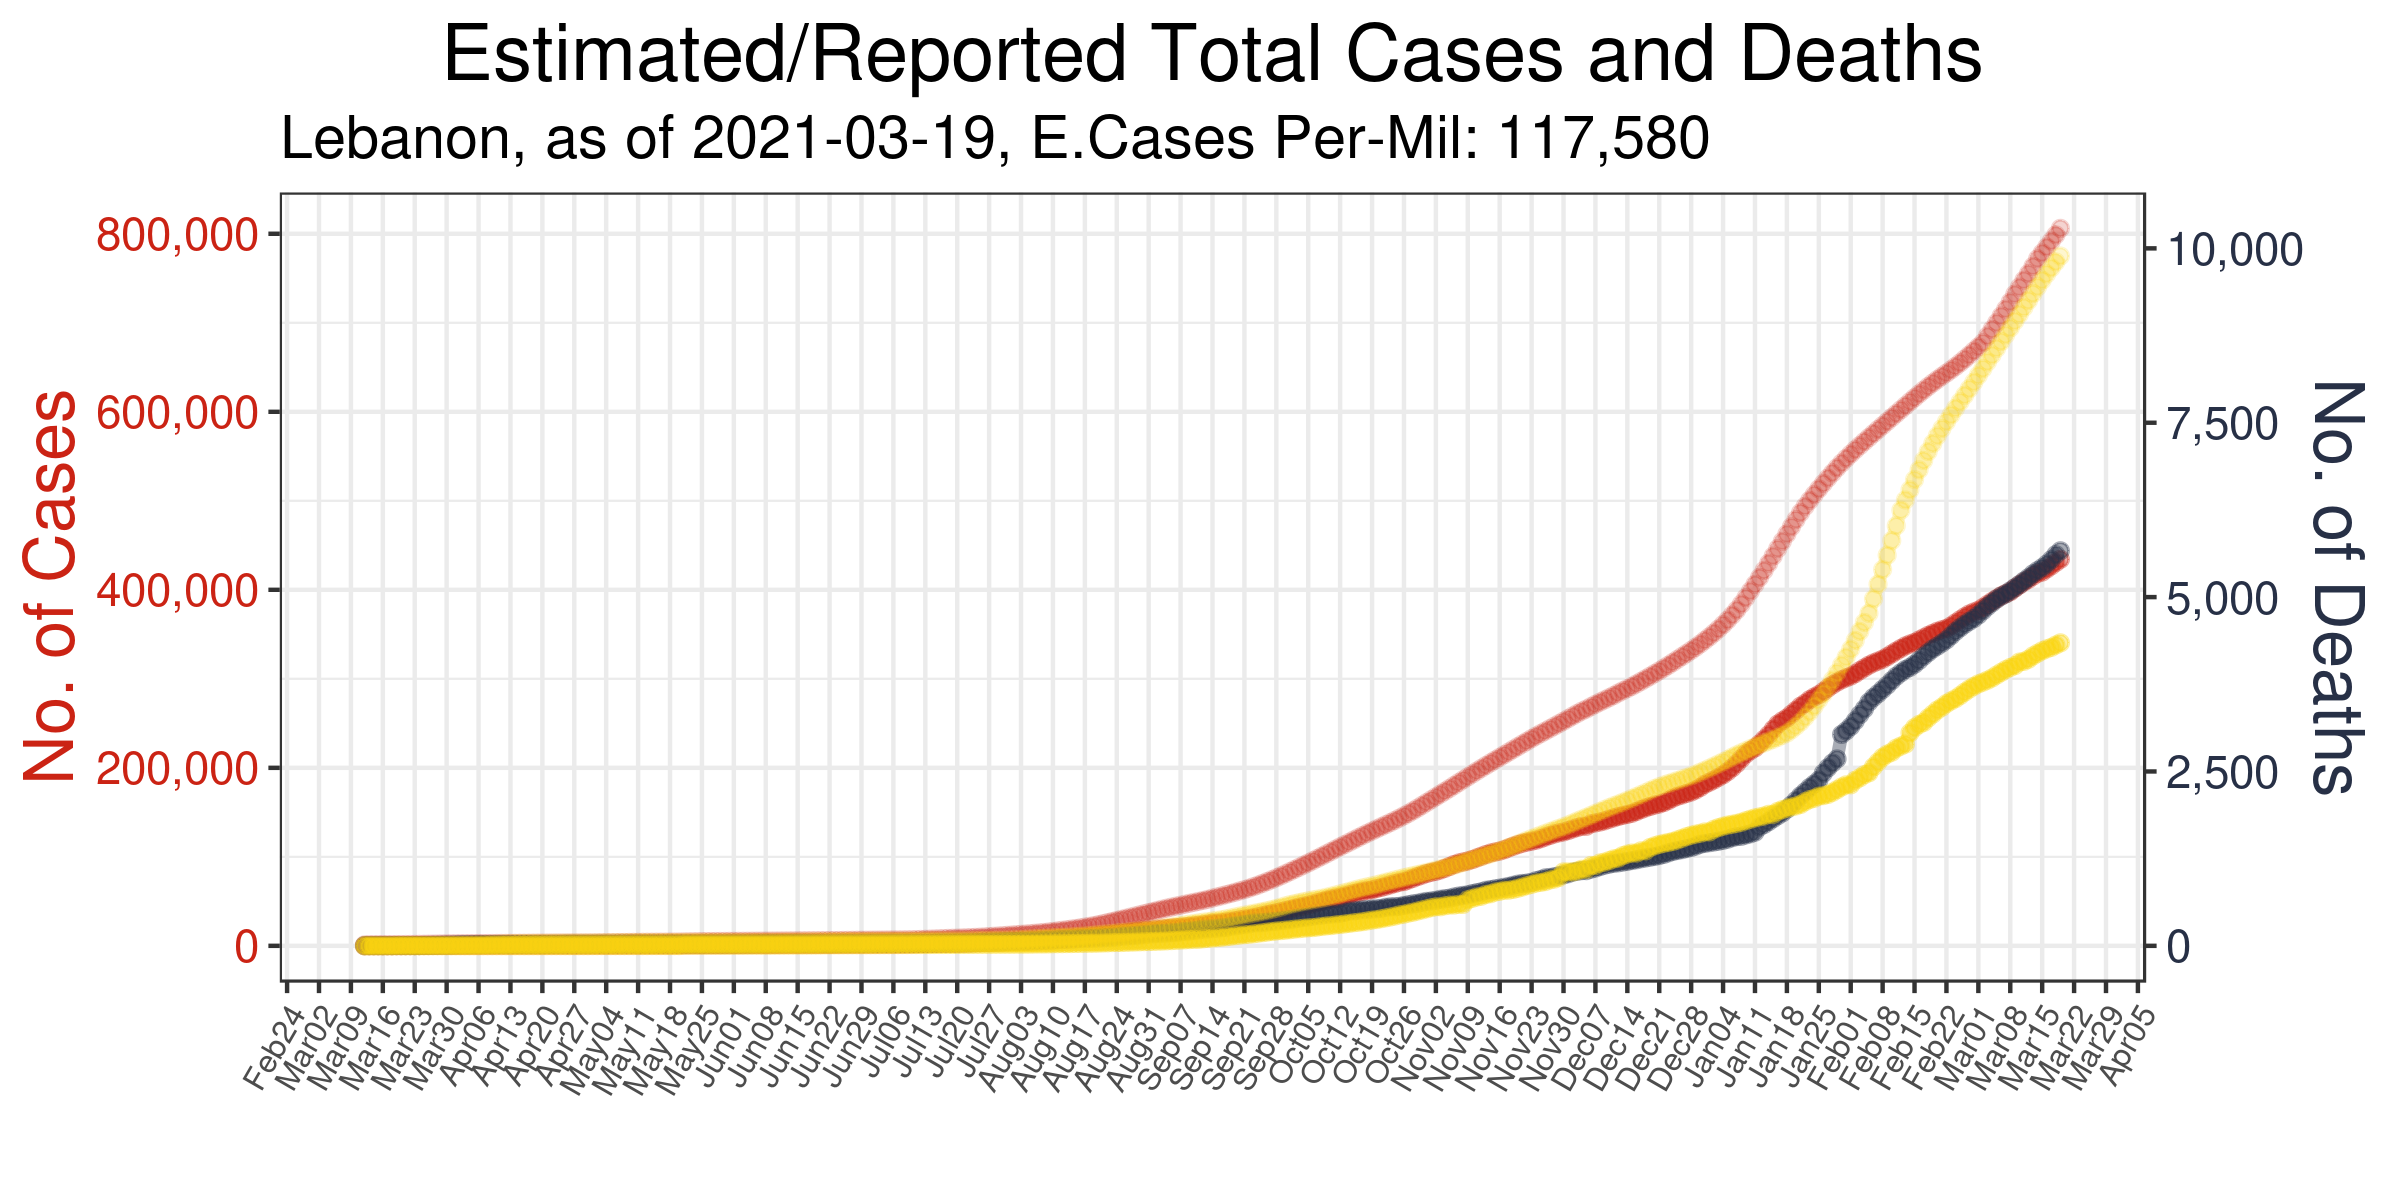 Estimated/Reported Total Cases and Deaths
Lebanon, as of 2021-03-19, E.Cases Per-Mil: 117,580
No. of Cases
800,000
600,000
400,000
200,000
0
10,000
7,500
5,000
2,500
0
No. of Deaths
Feb24
Mar02
Mar09
Mar16
Mar23
Mar30
Apr06
Apr13
Apr20
Apr27
May04
May11
May18
May25
Jun01
Jun08
Jun15
Jun22
Jun29
Jul06
Jul13
Jul20
Jul27
Aug03
Aug10
Aug17
Aug24
Aug31
Sep07
Sep14
Sep21
Sep28
Oct05
Oct12
Oct19
Oct26
Nov02
Nov09
Nov16
Nov23
Nov30
Dec07
Dec14
Dec21
Dec28
Jan04
Jan11
Jan18
Jan25
Feb01
Feb08
Feb15
Feb22
Mar01
Mar08
Mar15
Mar22
Mar29
Apr05